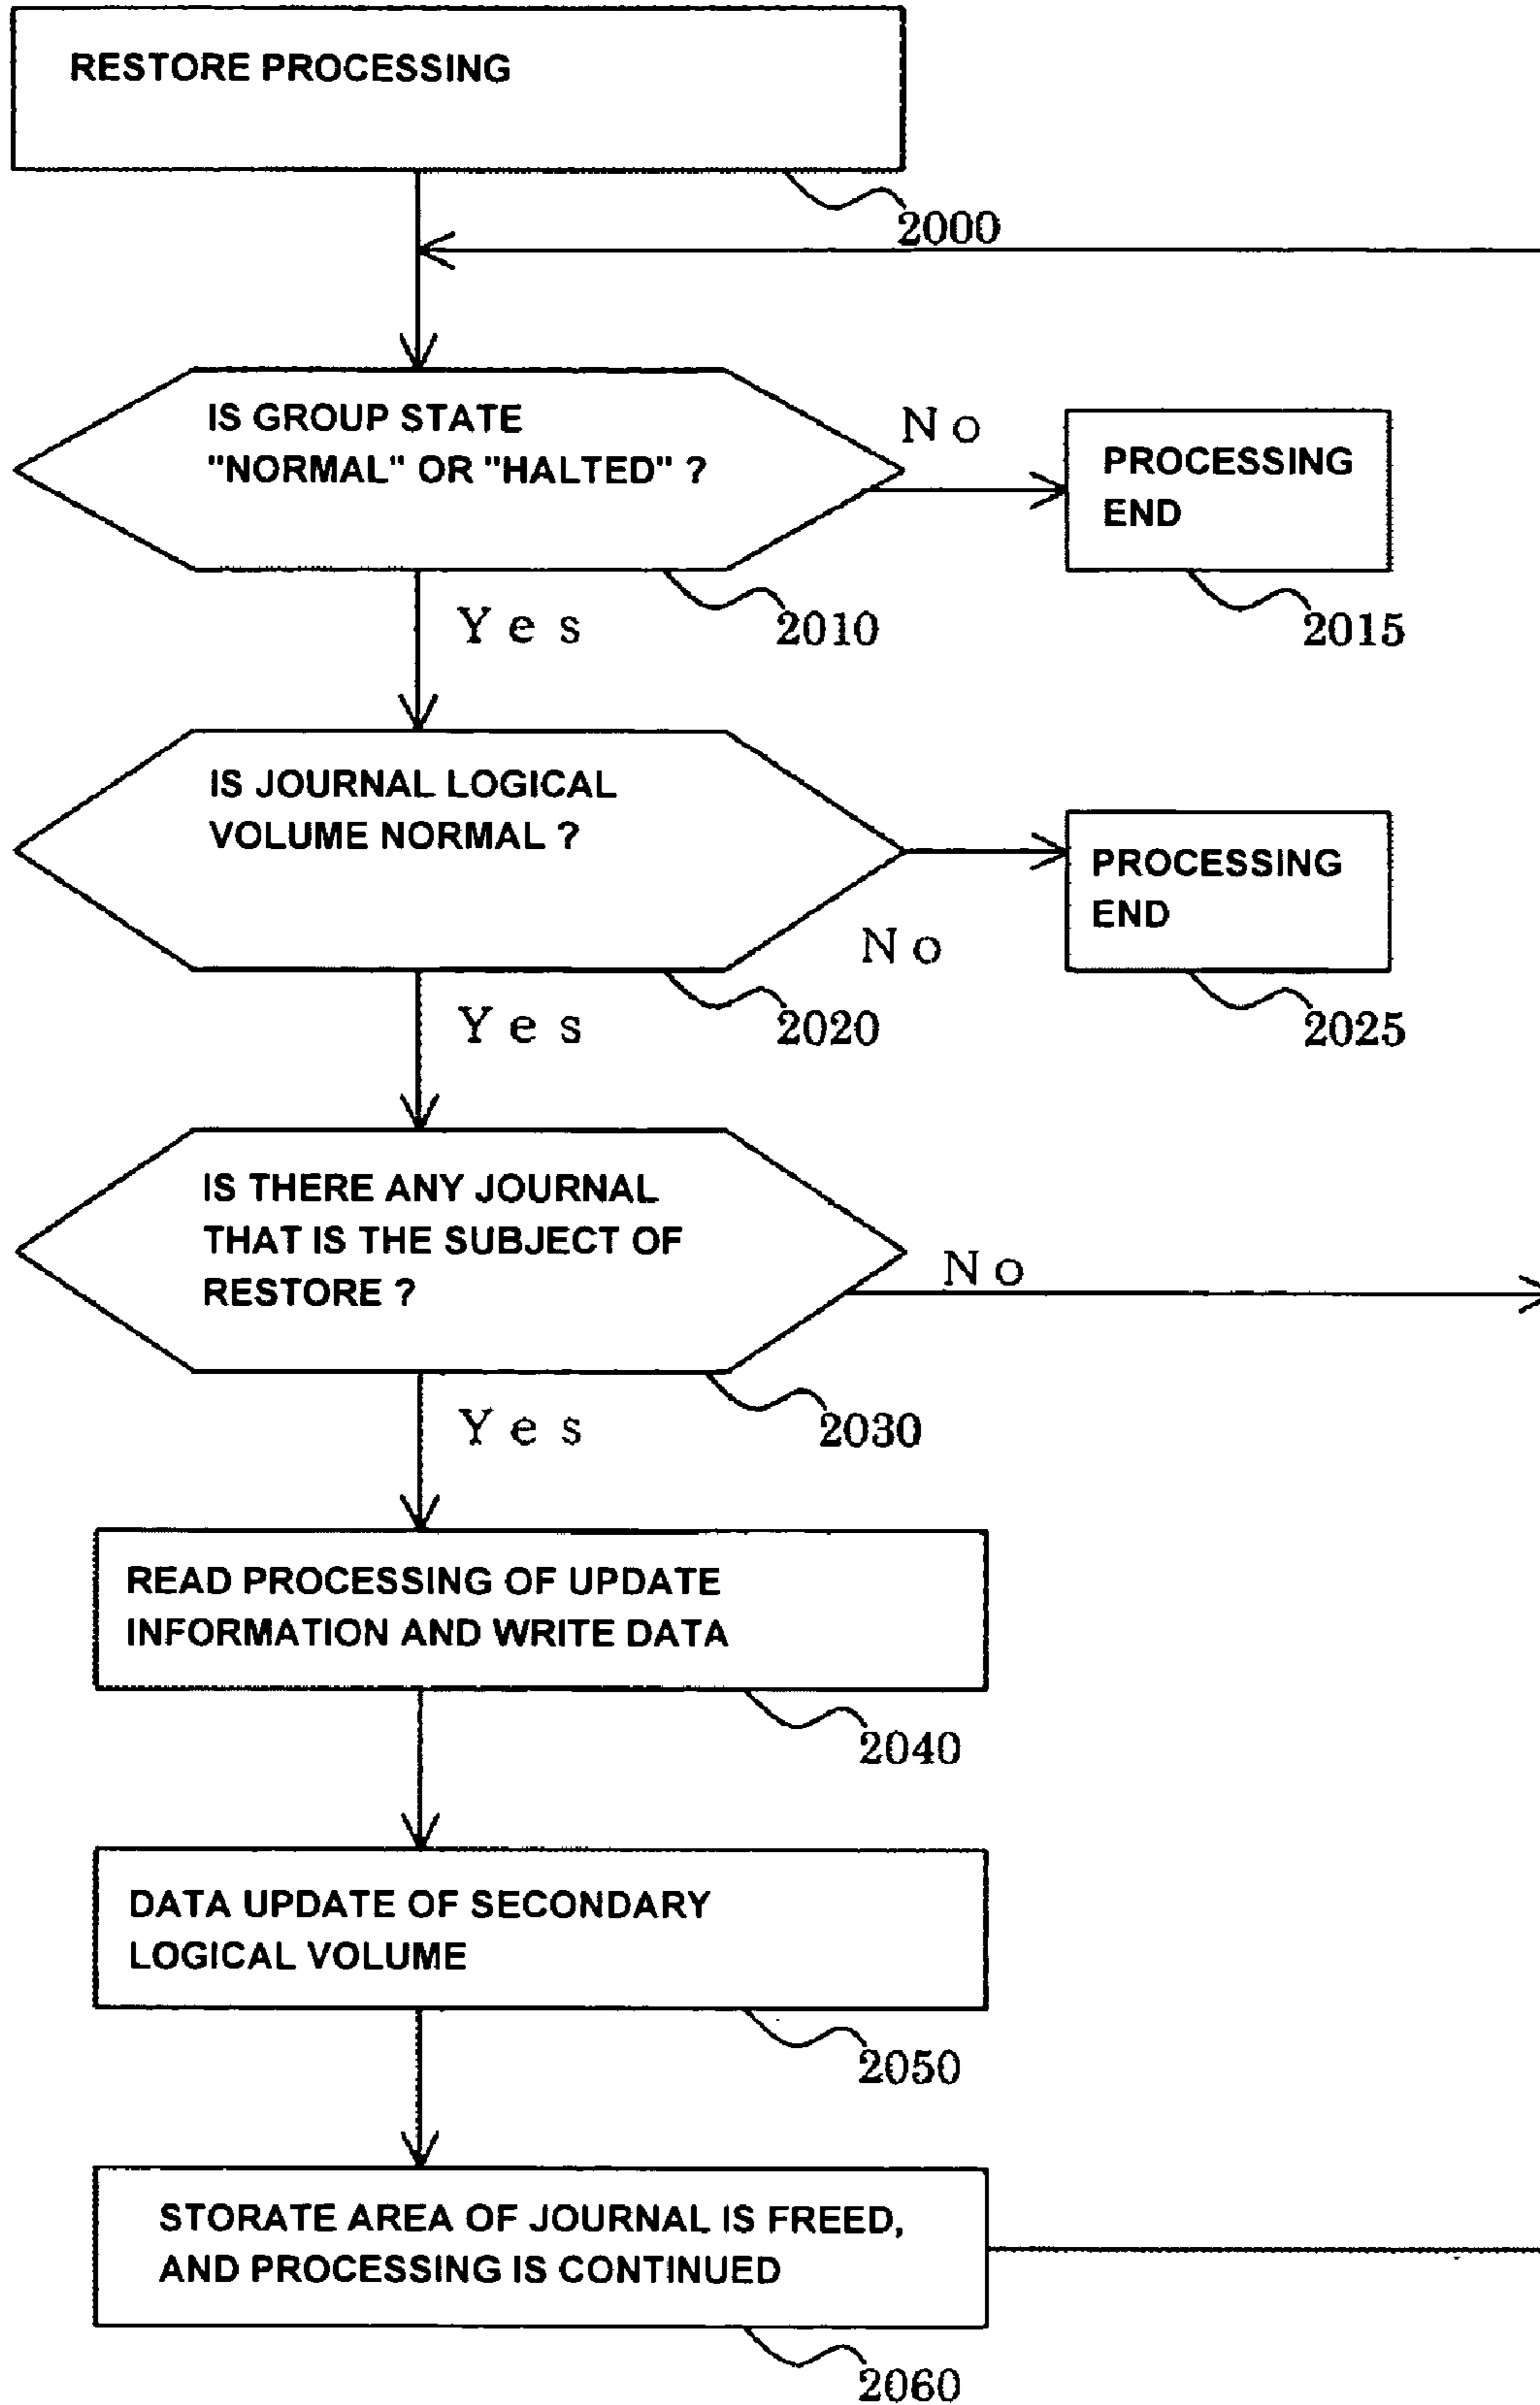 RESTORE PROCESSING
2000
IS GROUP STATE
"NORMAL" OR "HALTED" ?
No
PROCESSING
END
Yes
2010
2015
IS JOURNAL LOGICAL
VOLUME NORMAL ?
PROCESSING
END
No
Yes
2020
2025
IS THERE ANY JOURNAL
THAT IS THE SUBJECT OF
RESTORE ?
No
Yes
2030
READ PROCESSING OF UPDATE
INFORMATION AND WRITE DATA
2040
DATA UPDATE OF SECONDARY
LOGICAL VOLUME
2050
STORATE AREA OF JOURNAL IS FREED,
AND PROCESSING IS CONTINUED
2060